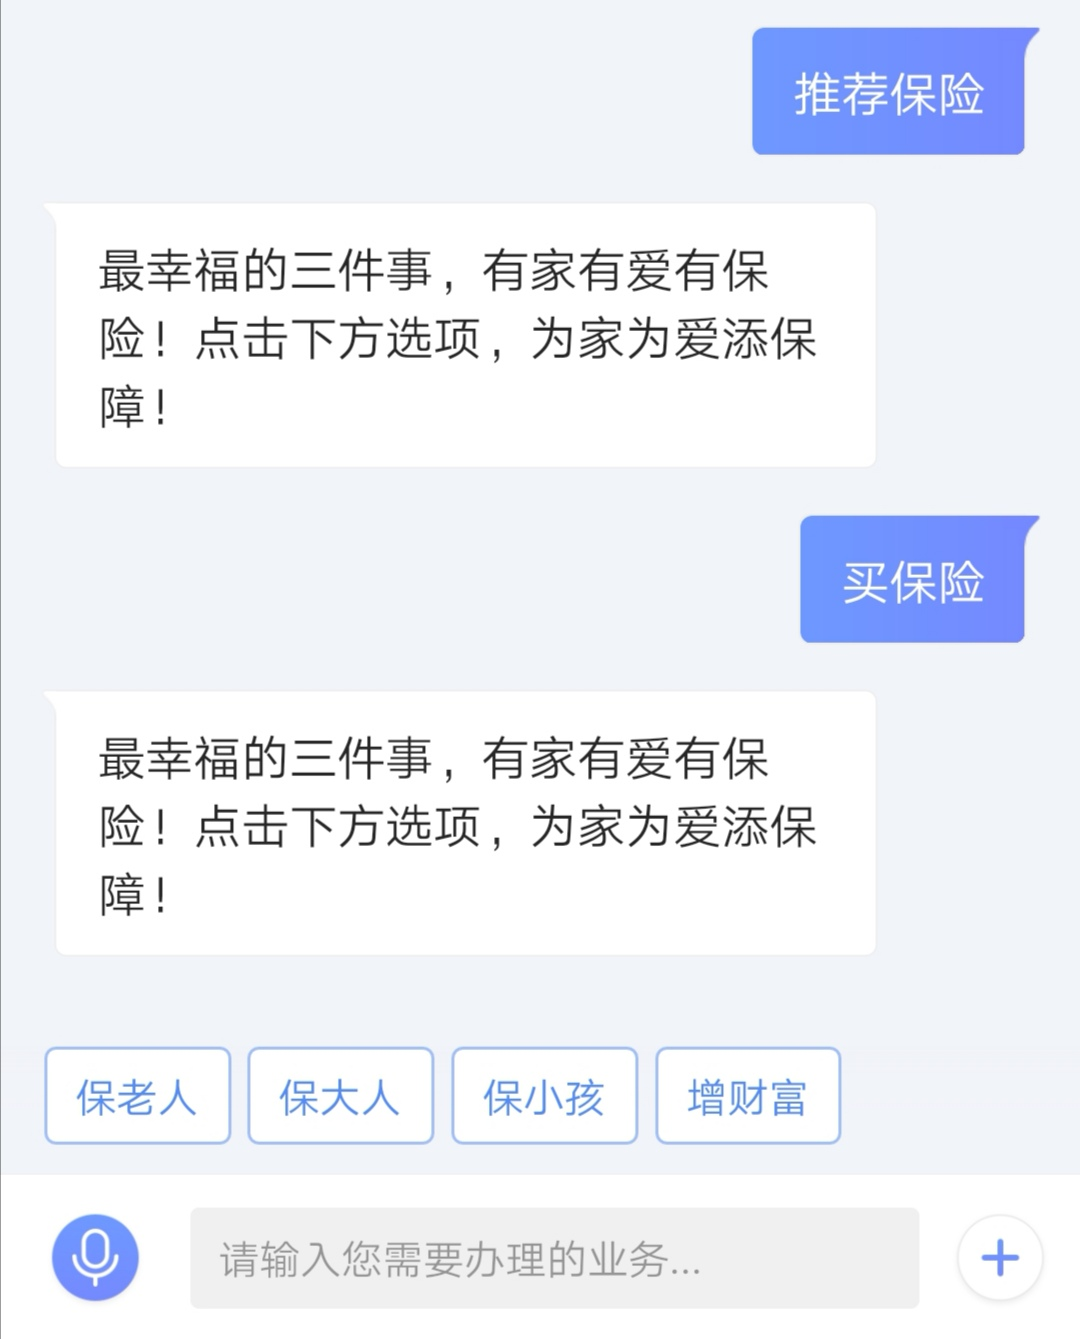 推荐保险
最幸福的三件事，有家有爱有保
险！点击下方选项，为家为爱添保
障！
买保险
最幸福的三件事，有家有爱有保
险！点击下方选项，为家为爱添保
障！
保老人 保大人 保小孩 增财富
请输入您需要办理的业务...